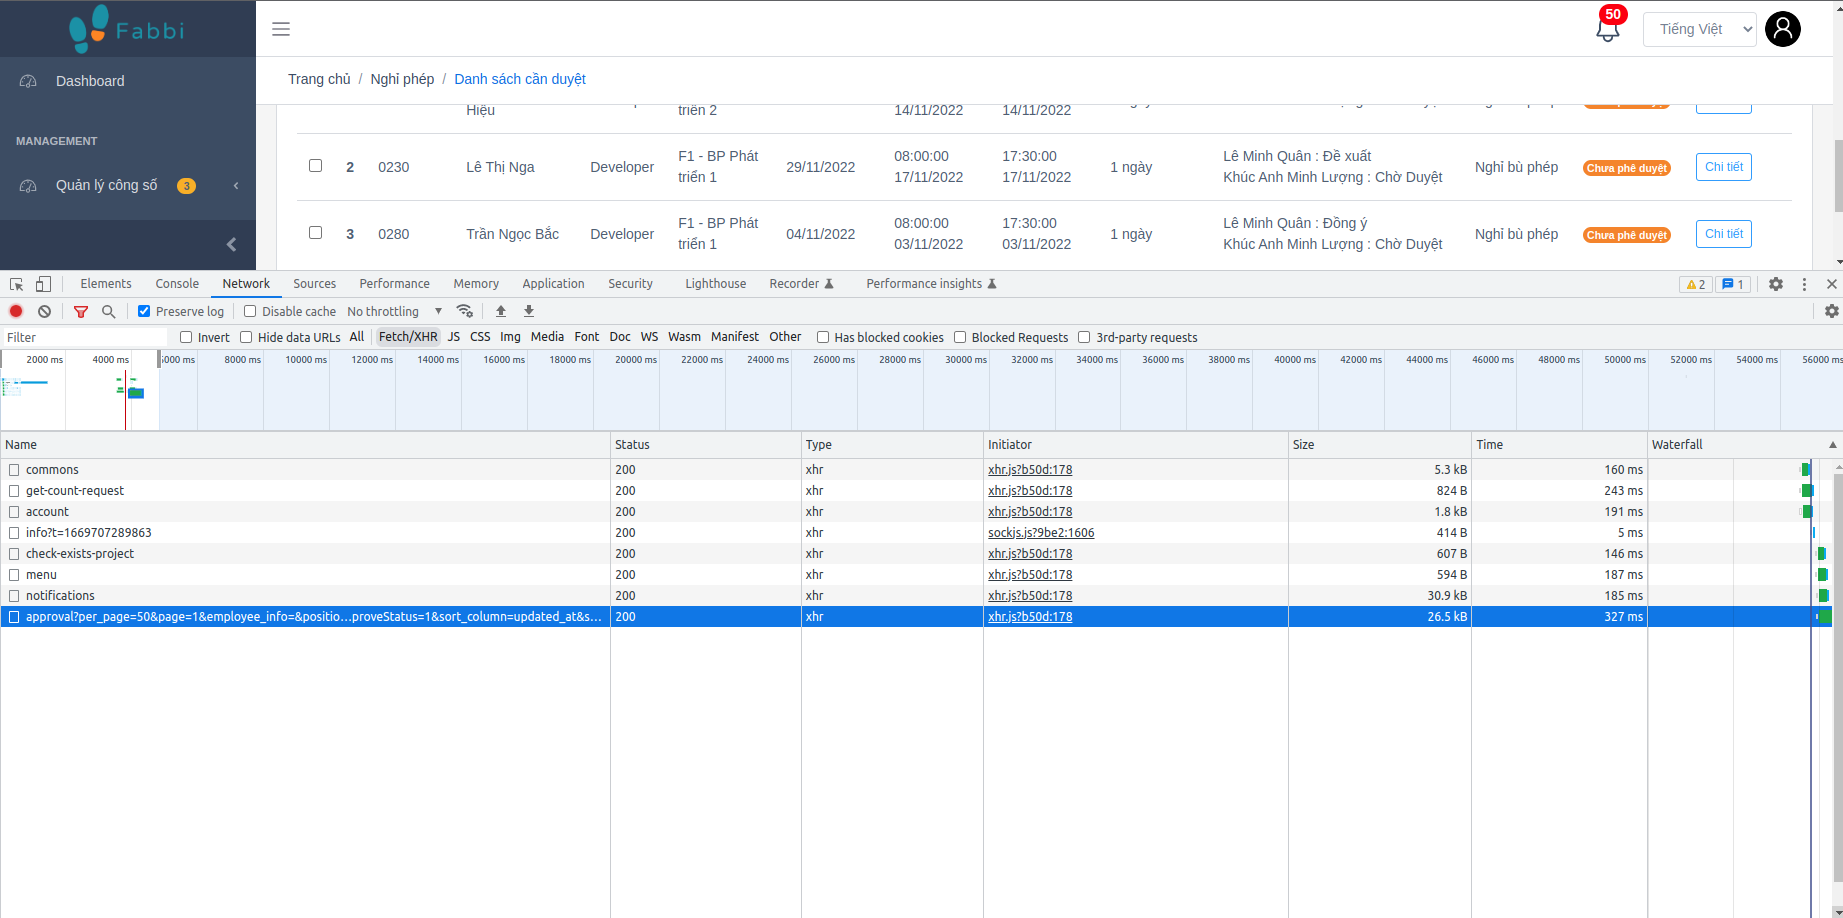 Fabbi
50
Tiếng Việt
Dashboard
Trang chủ / Nghỉ phép / Danh sách cần duyệt
MANAGEMENT
Quản lý công số 3
Hiệu triển 2 14/11/2022 14/11/2022
2 0230 Lê Thị Nga Developer F1 - BP Phát triển 1 29/11/2022 08:00:00 17/11/2022 17:30:00 17/11/2022 1 ngày Lê Minh Quân : Đề xuất Khúc Anh Minh Lượng : Chờ Duyệt Nghỉ bù phép Chưa phê duyệt Chi tiết
3 0280 Trần Ngọc Bắc Developer F1 - BP Phát triển 1 04/11/2022 08:00:00 03/11/2022 17:30:00 03/11/2022 1 ngày Lê Minh Quân : Đồng ý Khúc Anh Minh Lượng : Chờ Duyệt Nghỉ bù phép Chưa phê duyệt Chi tiết
Elements Console Network Sources Performance Memory Application Security Lighthouse Recorder Performance insights 2 1
Preserve log Disable cache No throttling
Filter Invert Hide data URLs All Fetch/XHR JS CSS Img Media Font Doc WS Wasm Manifest Other Has blocked cookies Blocked Requests 3rd-party requests
2000 ms 4000 ms 8000 ms 10000 ms 12000 ms 14000 ms 16000 ms 18000 ms 20000 ms 22000 ms 24000 ms 26000 ms 28000 ms 30000 ms 32000 ms 34000 ms 36000 ms 38000 ms 40000 ms 42000 ms 44000 ms 46000 ms 48000 ms 50000 ms 52000 ms 54000 ms 56000 ms
Name Status Type Initiator Size Time Waterfall
commons 200 xhr xhr.js?b50d:178 5.3 kB 160 ms
get-count-request 200 xhr xhr.js?b50d:178 824 B 243 ms
account 200 xhr xhr.js?b50d:178 1.8 kB 191 ms
info?t=1669707289863 200 xhr sockjs.js?9be2:1606 414 B 5 ms
check-exists-project 200 xhr xhr.js?b50d:178 607 B 146 ms
menu 200 xhr xhr.js?b50d:178 594 B 187 ms
notifications 200 xhr xhr.js?b50d:178 30.9 kB 185 ms
approval?per_page=50&page=1&employee_info=&positio...proveStatus=1&sort_column=updated_at&s... 200 xhr xhr.js?b50d:178 26.5 kB 327 ms